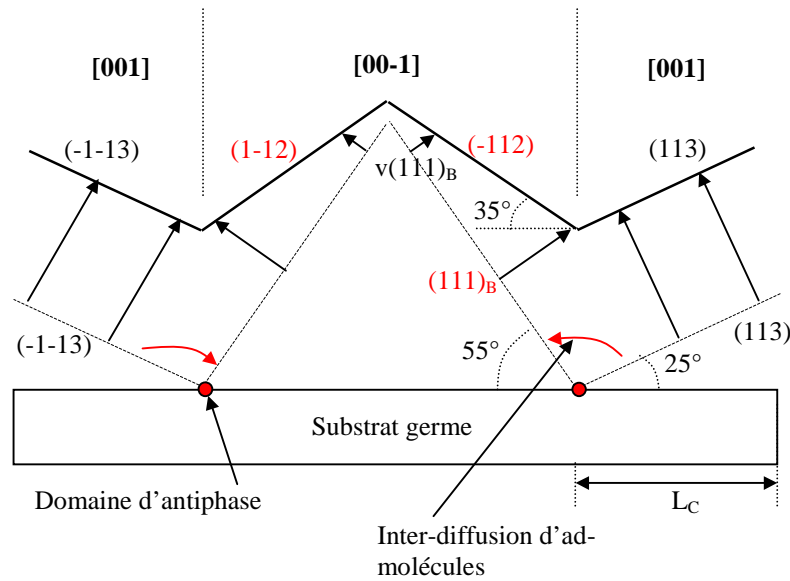 [001]
[00-1]
[001]
(-1-13)
(1-12)
(-112)
(113)
v(111)B
35°
(111)B
(-1-13)
55°
25°
(113)
Substrat germe
Domaine d'antiphase
LC
Inter-diffusion d'ad-
molécules